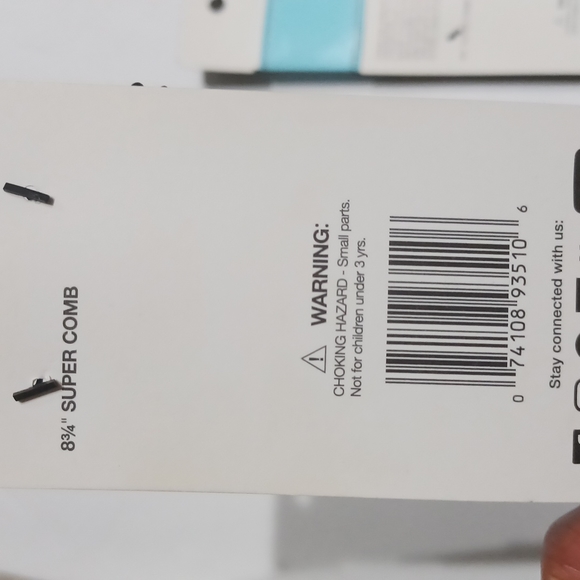 8¾" SUPER COMB
WARNING:
CHOKING HAZARD - Small parts.
Not for children under 3 yrs.
0 74108 93510 6
Stay connected with us: